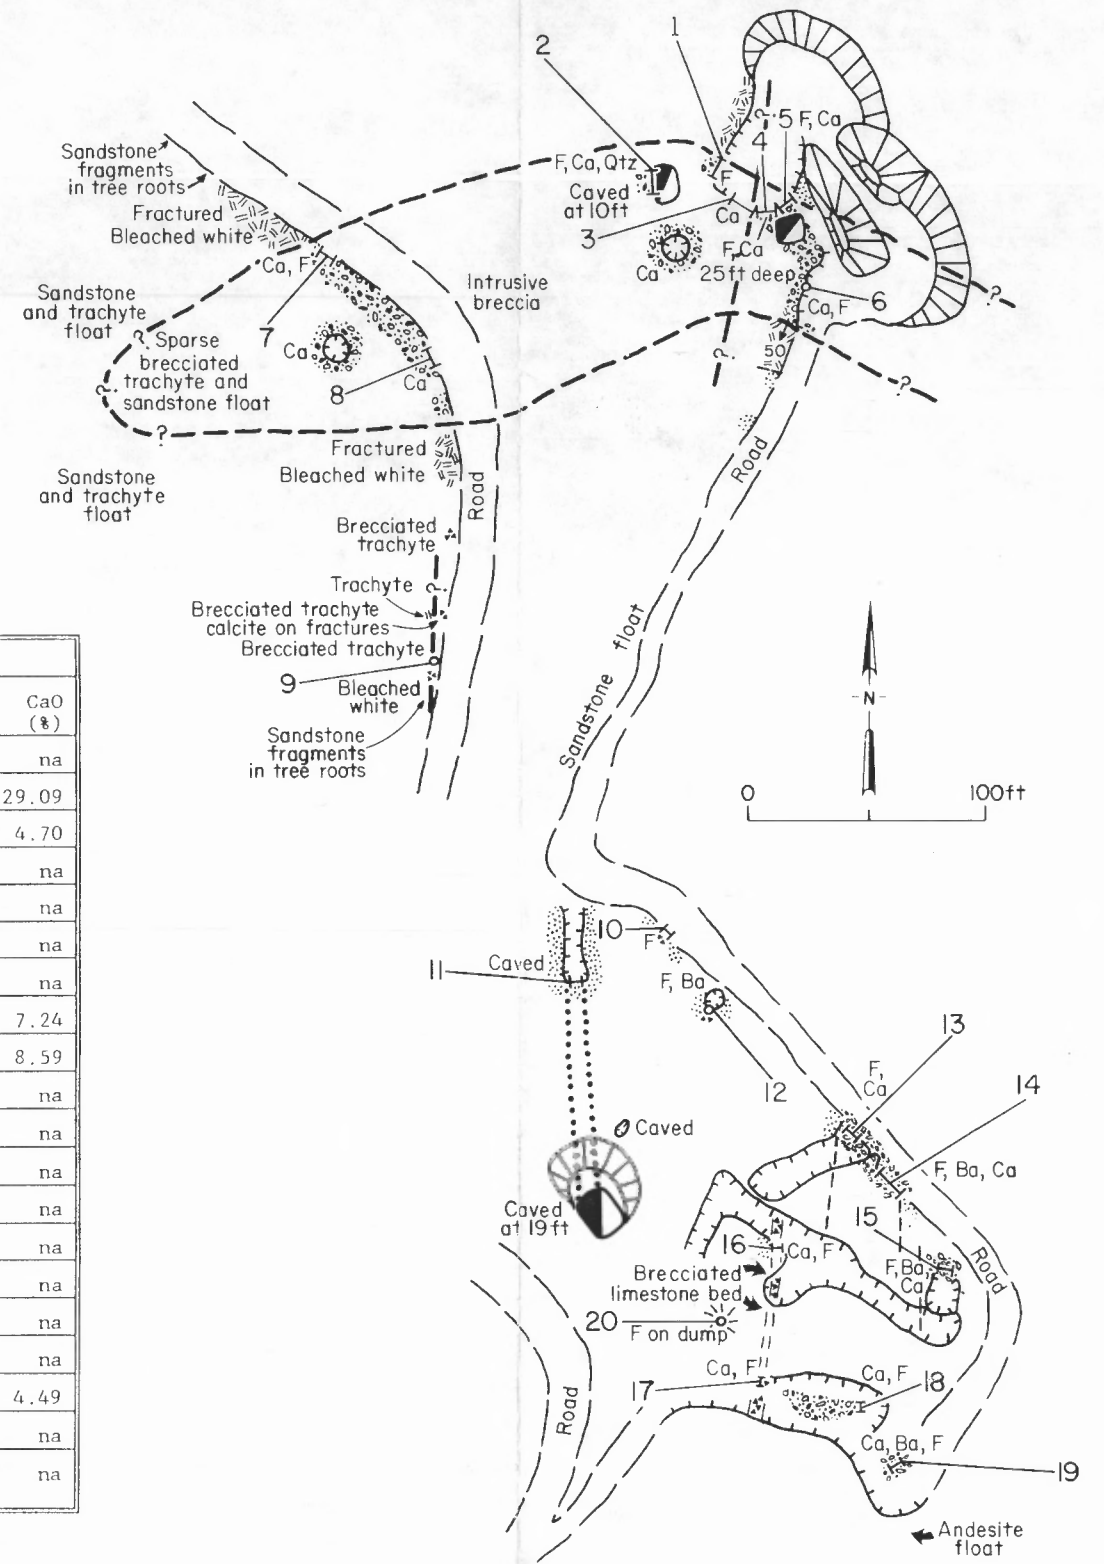 1
2
4
5
F, Ca
Sandstone
fragments
in tree roots
F, Ca, Qtz
Caved
at 10ft
F
3
Ca
Fractured
Bleached white
Ca, F
F, Ca
25ft deep
Ca
Intrusive
breccia
Ca, F
6
?
Sandstone
and trachyte
float
7
?
Sparse
brecciated
trachyte and
sandstone float
Ca
8
Ca
50
?
?
?
?
Fractured
Bleached white
Road
Road
Sandstone
and trachyte
float
Brecciated
trachyte
Trachyte
?
Brecciated trachyte
calcite on fractures
Brecciated trachyte
9
Bleached
white
Sandstone
fragments
in tree roots
Sandstone float
N
0
100ft
CaO
(%)
na
29.09
4.70
na
na
na
na
7.24
8.59
na
na
na
na
na
na
na
na
4.49
na
na
10
F
11
Caved
F, Ba
12
13
F,
Ca
14
Caved
F, Ba, Ca
Caved
at 19ft
15
16
Ca, F
F, Ba,
Ca
Road
Brecciated
limestone bed
20
F on dump
Ca, F
Ca, F
17
18
Road
Ca, Ba, F
19
Andesite
float